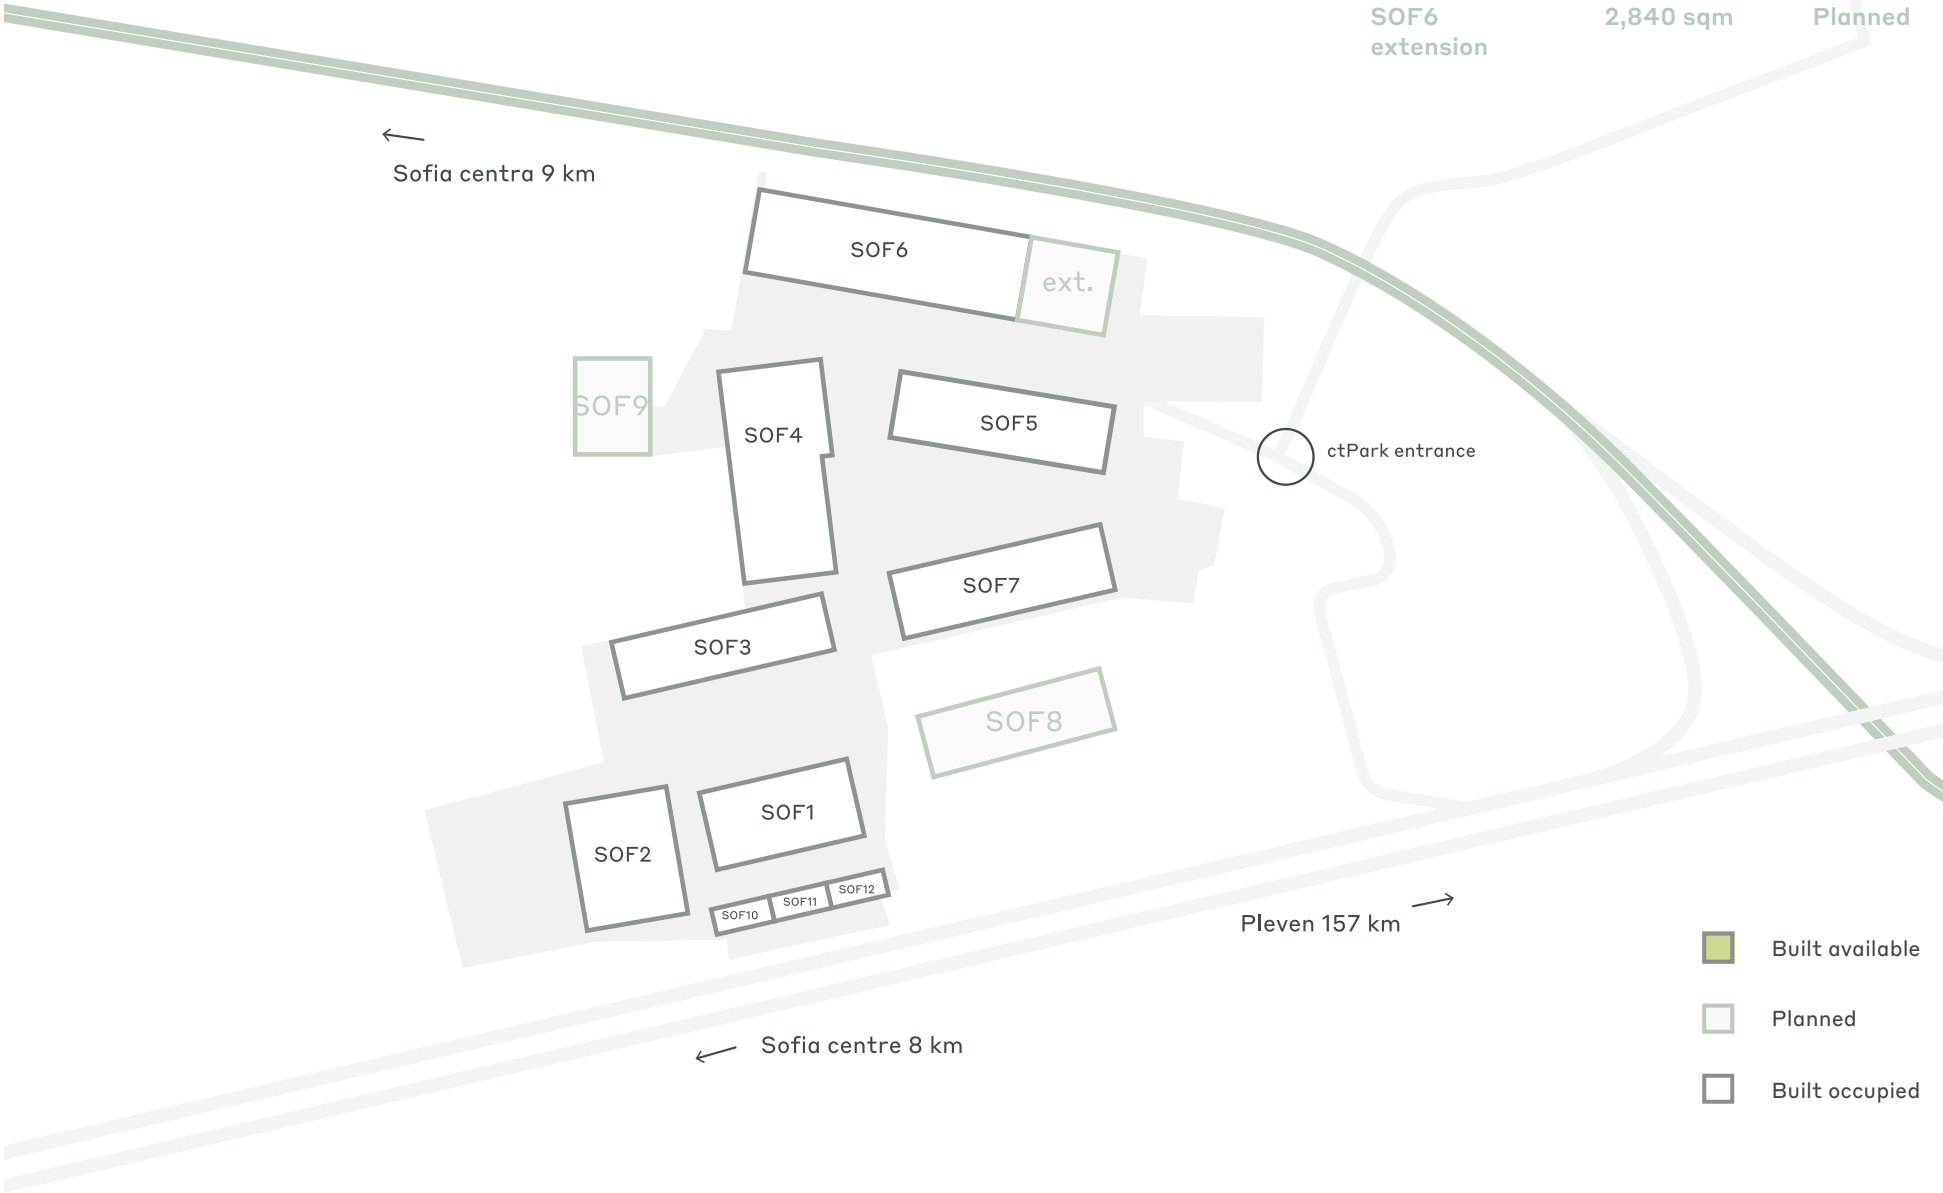 SOF6 2,840 sqm Planned
extension
Sofia centra 9 km
SOF6
ext.
SOF9
SOF4
SOF5
ctPark entrance
SOF7
SOF3
SOF8
SOF1
SOF2
SOF10 SOF11 SOF12
Pleven 157 km
Sofia centre 8 km
Built available
Planned
Built occupied